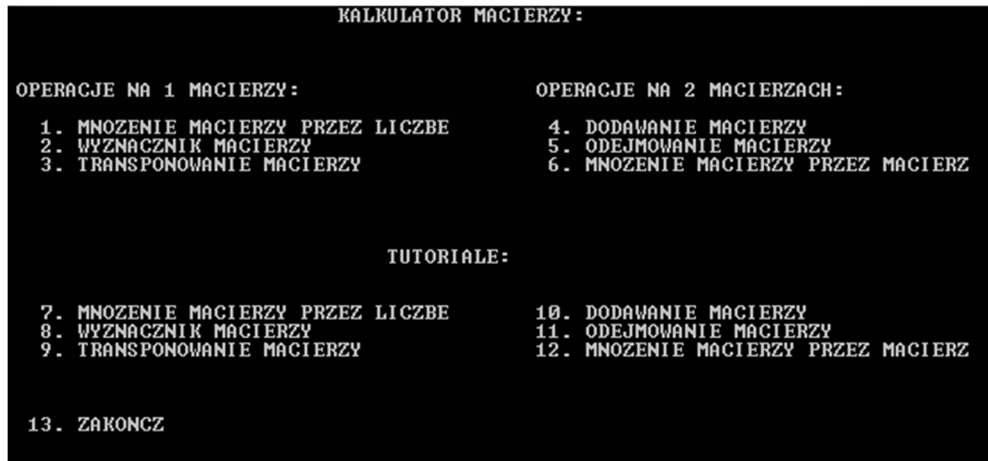 KALKULATOR MACIERZY:
OPERACJE NA 1 MACIERZY:
1. MNOZENIE MACIERZY PRZEZ LICZBE
2. WYZNACZNIK MACIERZY
3. TRANSPONOWANIE MACIERZY
OPERACJE NA 2 MACIERZACH:
4. DODAWANIE MACIERZY
5. ODEJMOWANIE MACIERZY
6. MNOZENIE MACIERZY PRZEZ MACIERZ
TUTORIALE:
7. MNOZENIE MACIERZY PRZEZ LICZBE
8. WYZNACZNIK MACIERZY
9. TRANSPONOWANIE MACIERZY
10. DODAWANIE MACIERZY
11. ODEJMOWANIE MACIERZY
12. MNOZENIE MACIERZY PRZEZ MACIERZ
13. ZAKONCZ